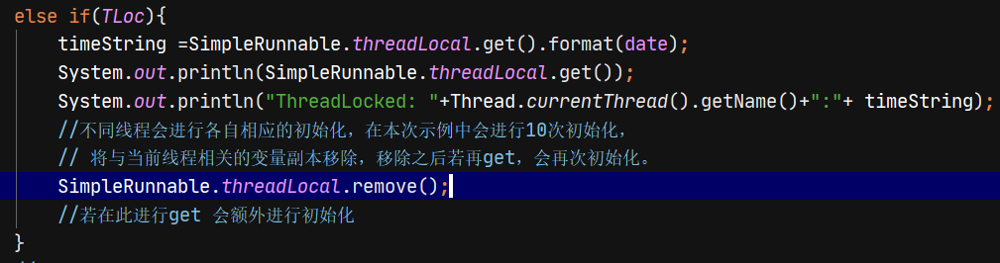 else if(TLoc){
timeString =SimpleRunnable.threadLocal.get().format(date);
System.out.println(SimpleRunnable.threadLocal.get());
System.out.println("ThreadLocked: "+Thread.currentThread().getName()+":"+ timeString);
//不同线程会进行各自相应的初始化，在本次示例中会进行10次初始化，
// 将与当前线程相关的变量副本移除，移除之后若再get，会再次初始化。
SimpleRunnable.threadLocal.remove();
//若在此进行get 会额外进行初始化
}